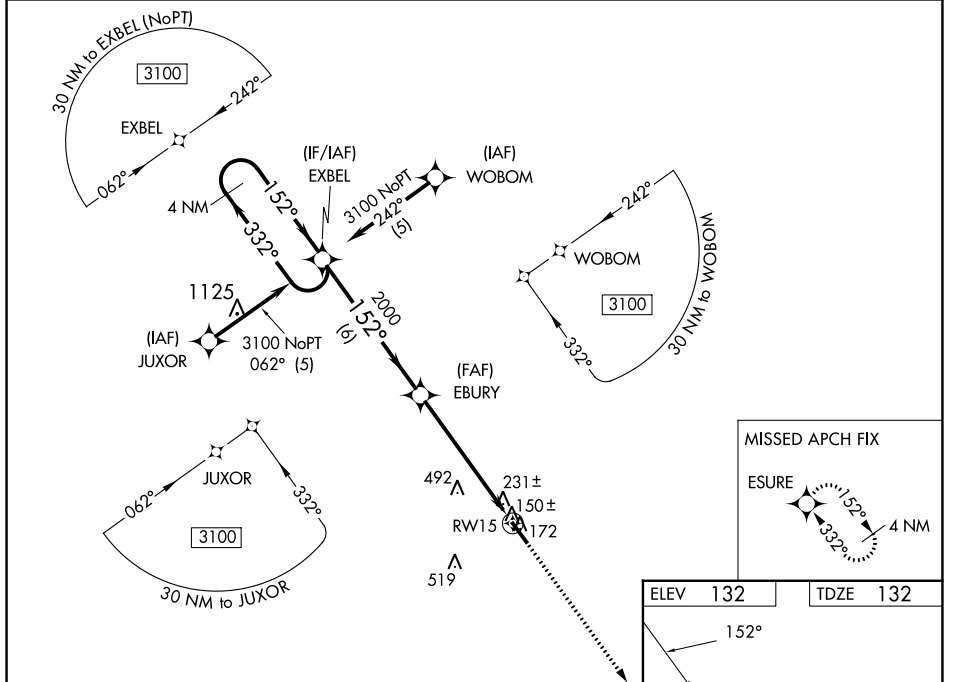 30 NM to EXBEL (NoPT)
3100
242°
EXBEL
062°
(IF/IAF)
EXBEL
(IAF)
WOBOM
3100 NoPT
242°
(5)
4 NM
152°
332°
242°
WOBOM
3100
332°
30 NM to WOBOM
1125
(IAF)
JUXOR
3100 NoPT
062° (5)
2000
152°
(6)
(FAF)
EBURY
JUXOR
062°
332°
3100
30 NM to JUXOR
492
231±
150±
RW15
172
519
MISSED APCH FIX
ESURE
152°
332°
4 NM
ELEV 132
TDZE 132
152°